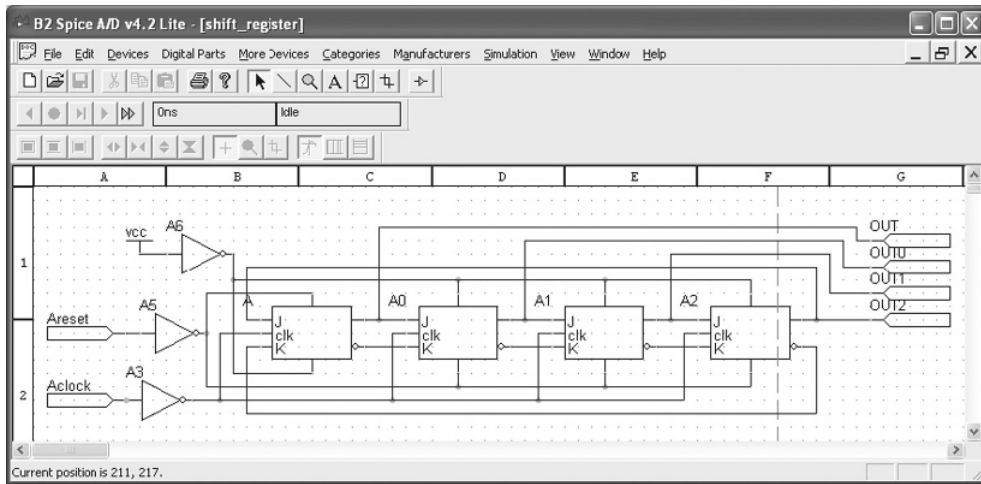 B2 Spice A/D v4.2 Lite - [shift_register]
File Edit Devices Digital Parts More Devices Categories Manufacturers Simulation View Window Help
A
0ns Idle
A B C D E F G
1
2
vcc
A6
OUT
OUT0
OUT1
OUT2
A5
A
A0
A1
A2
Areset
J
clk
K
J
clk
K
J
clk
K
J
clk
K
A3
Aclock
Current position is 211, 217.